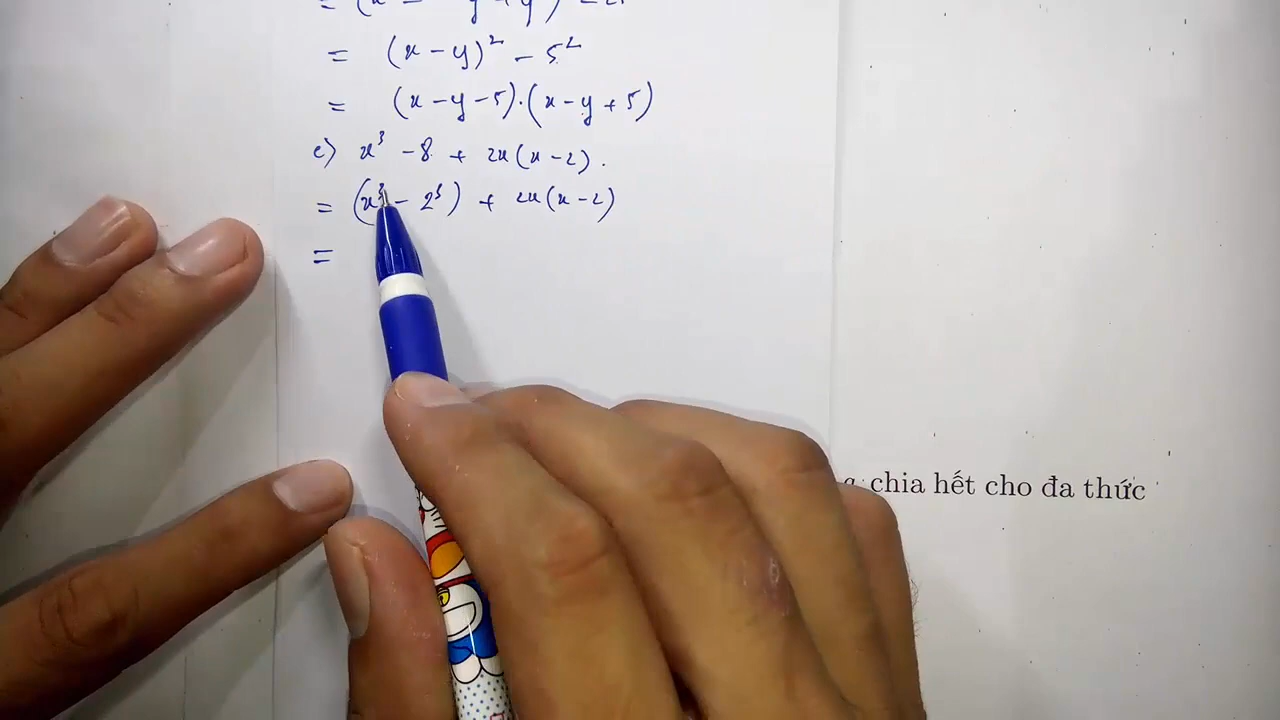 = (x - y)² - 5²
= (x - y - 5).(x - y + 5)
c) x³ - 8 + 2x(x - 2).
= (x³ - 2³) + 2x(x - 2)
=
chia hết cho đa thức